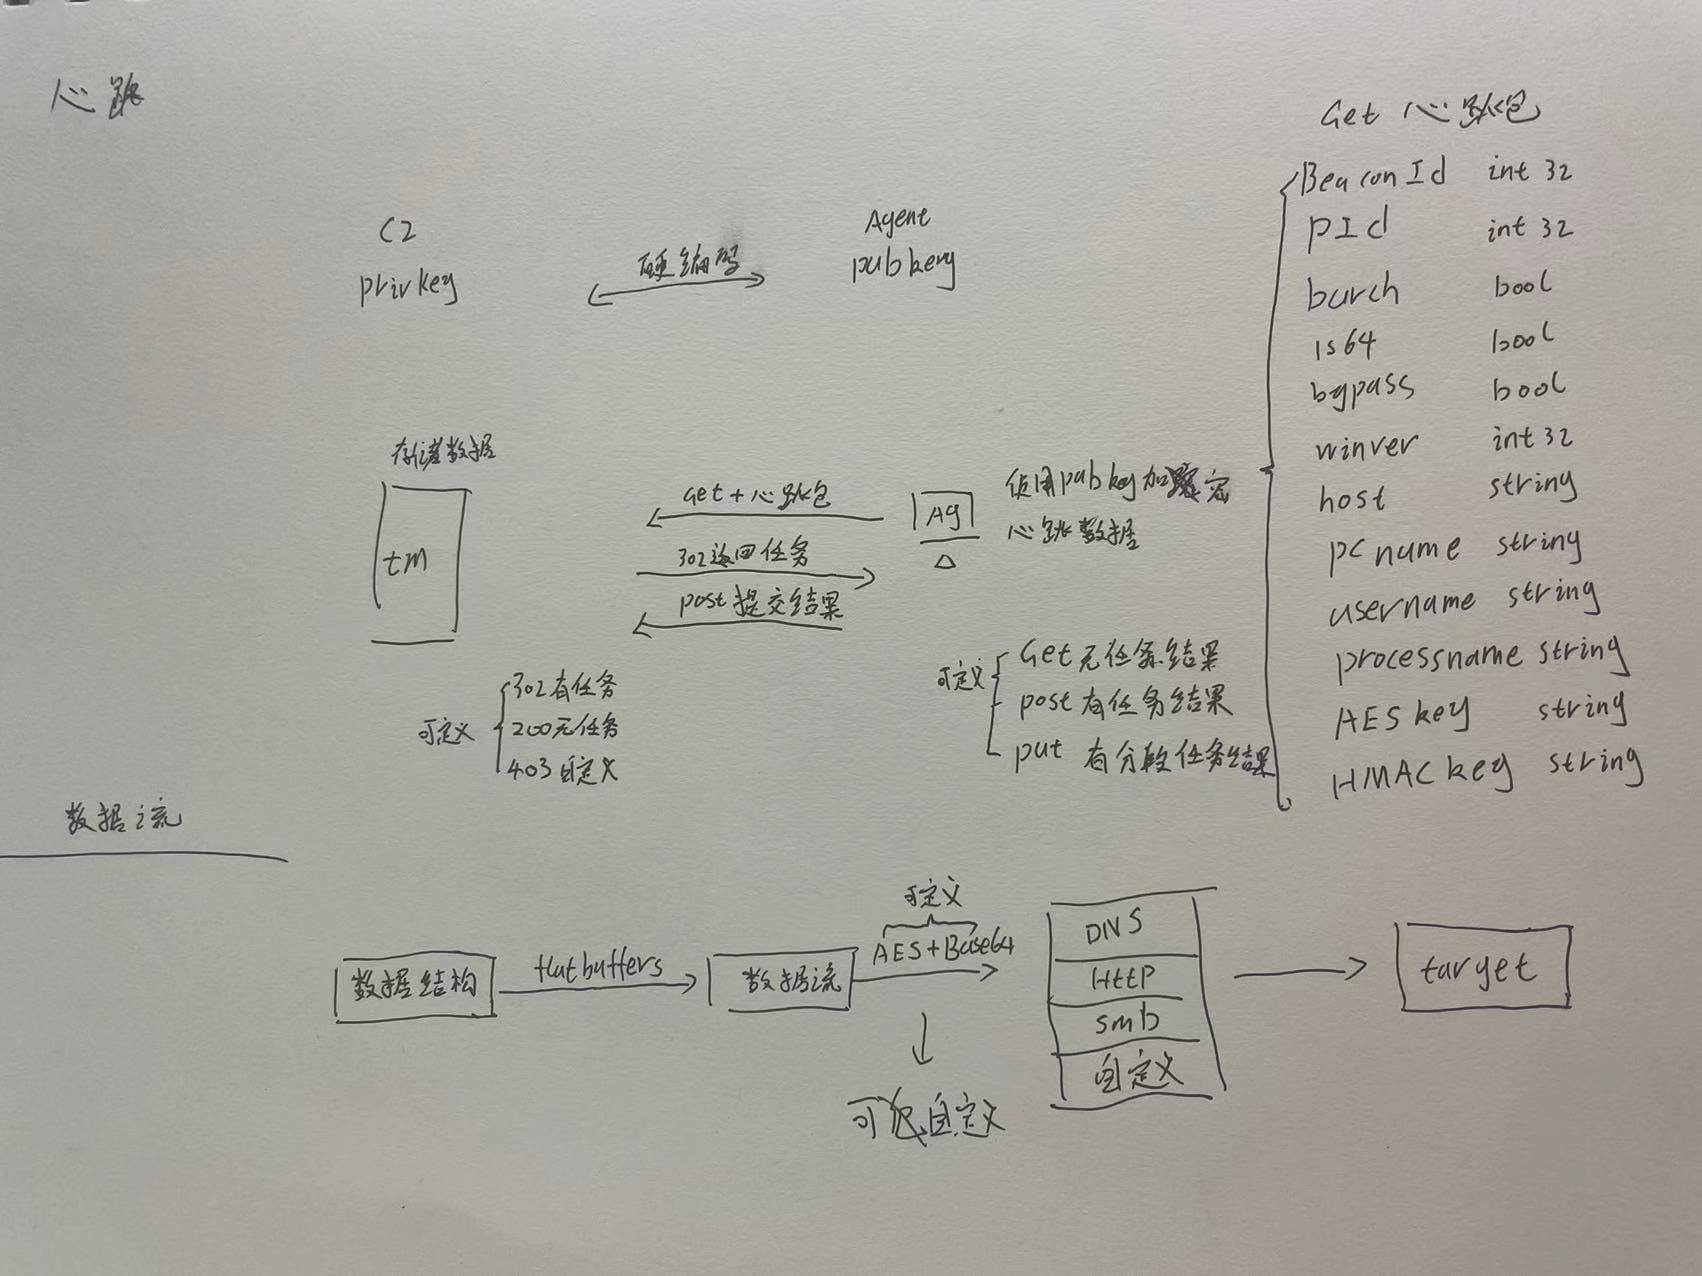 心跳
C2
privkey
硬编码
Agent
pubkey
Get 心跳包
BeaconId int 32
PId int 32
barch bool
is64 bool
bypass bool
winver int 32
host string
PC name string
username string
processname string
AES key string
HMAC key string
存储数据
tm
Get + 心跳包
302返回任务
post 提交结果
Ag
使用pubkey加密
心跳数据
可定义
302有任务
200无任务
403自定义
可定义
Get 无任务结果
post 有任务结果
put 有分段任务结果
数据流
数据结构
flatbuffers
数据流
可定义
AES+Base64
可自定义
DNS
Http
smb
自定义
target